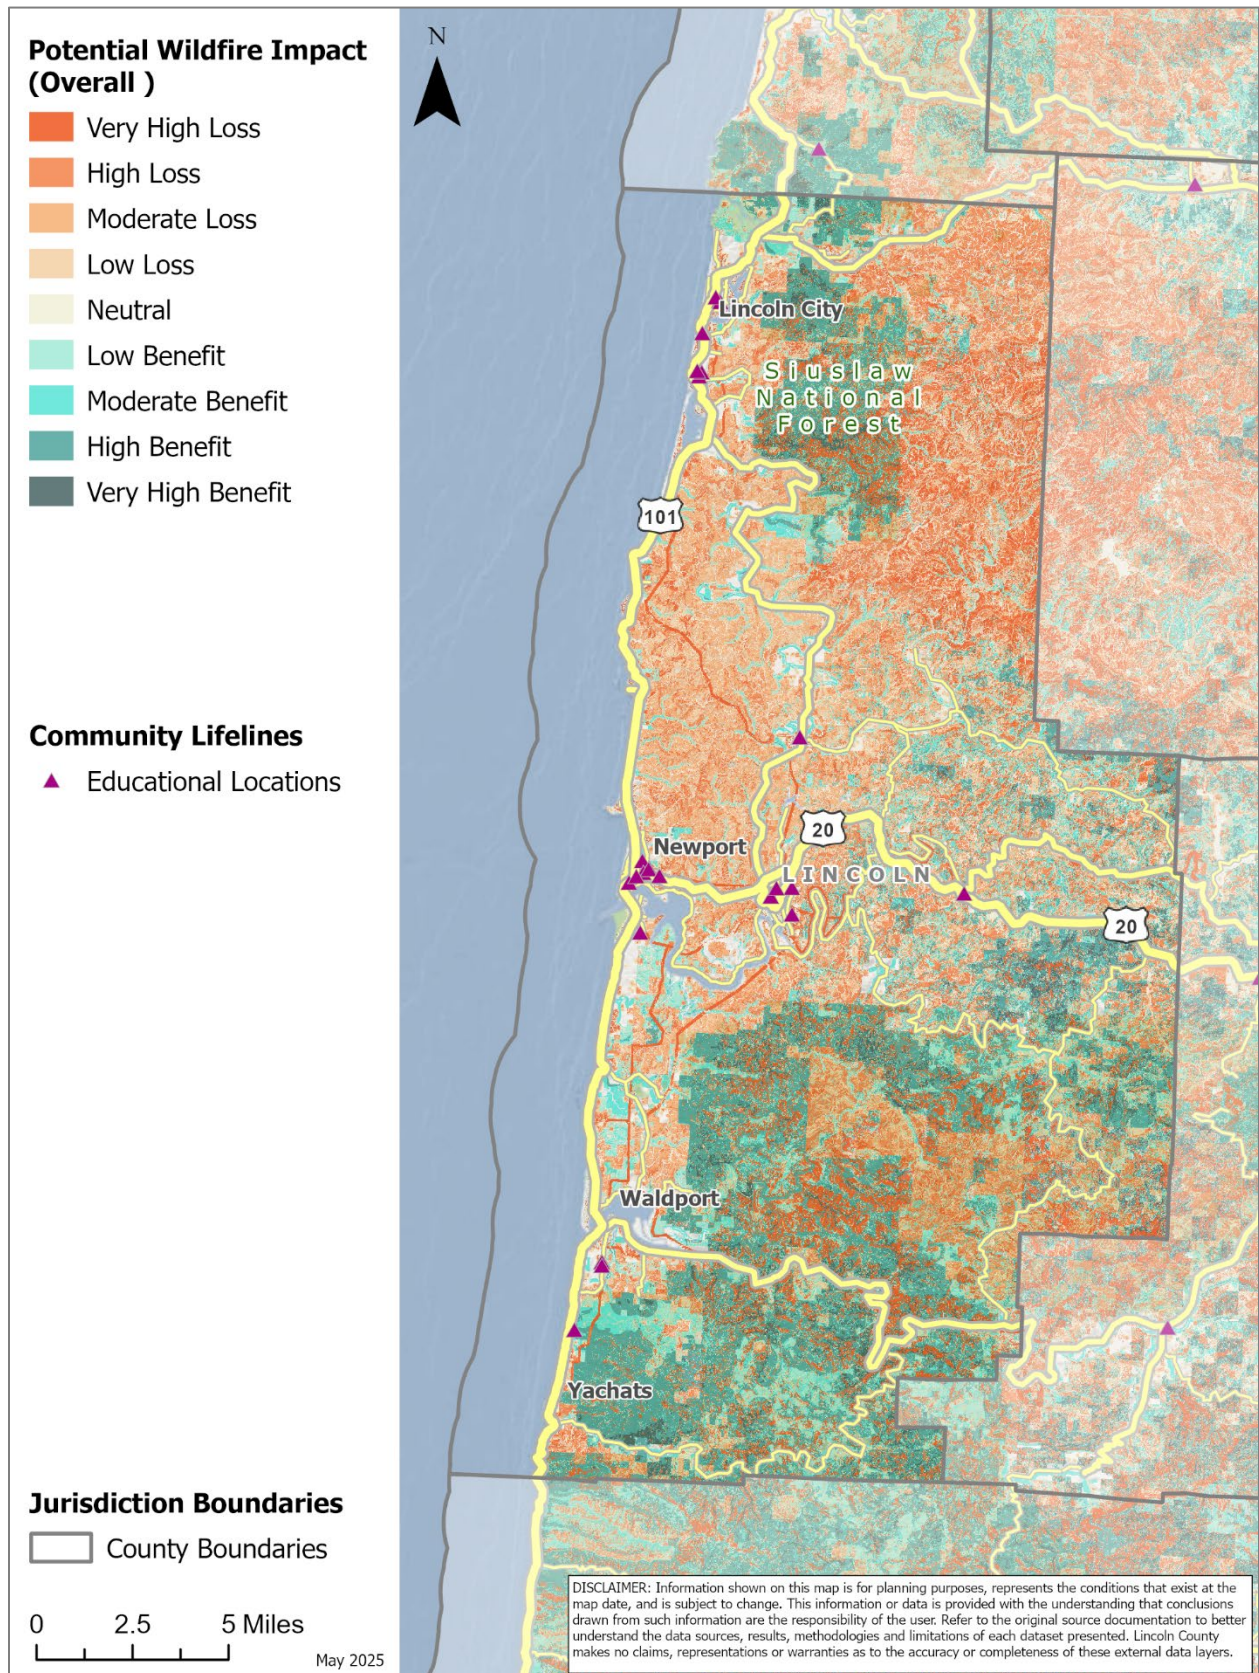 Potential Wildfire Impact
(Overall )
Very High Loss
High Loss
Moderate Loss
Low Loss
Neutral
Low Benefit
Moderate Benefit
High Benefit
Very High Benefit
Community Lifelines
Educational Locations
Jurisdiction Boundaries
County Boundaries
0 2.5 5 Miles
May 2025
N
Lincoln City
Siuslaw
National
Forest
101
20
Newport
LINCOLN
20
Waldport
Yachats
DISCLAIMER: Information shown on this map is for planning purposes, represents the conditions that exist at the
map date, and is subject to change. This information or data is provided with the understanding that conclusions
drawn from such information are the responsibility of the user. Refer to the original source documentation to better
understand the data sources, results, methodologies and limitations of each dataset presented. Lincoln County
makes no claims, representations or warranties as to the accuracy or completeness of these external data layers.